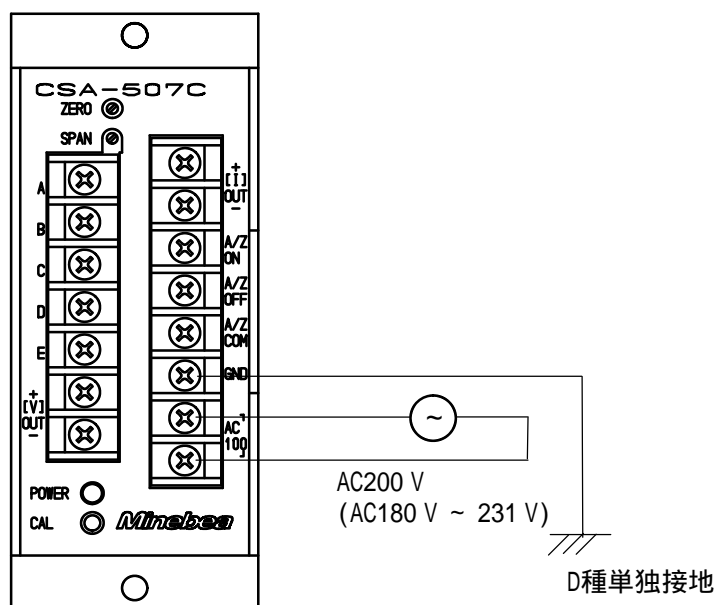 CSA-507C
ZERO
SPAN
A
B
C
D
E
+
[V]
OUT
-
+
[I]
OUT
-
A/Z
ON
A/Z
OFF
A/Z
COM
GND
AC
100
POWER
CAL
Minebea
~
AC200 V
(AC180 V ~ 231 V)
D種単独接地